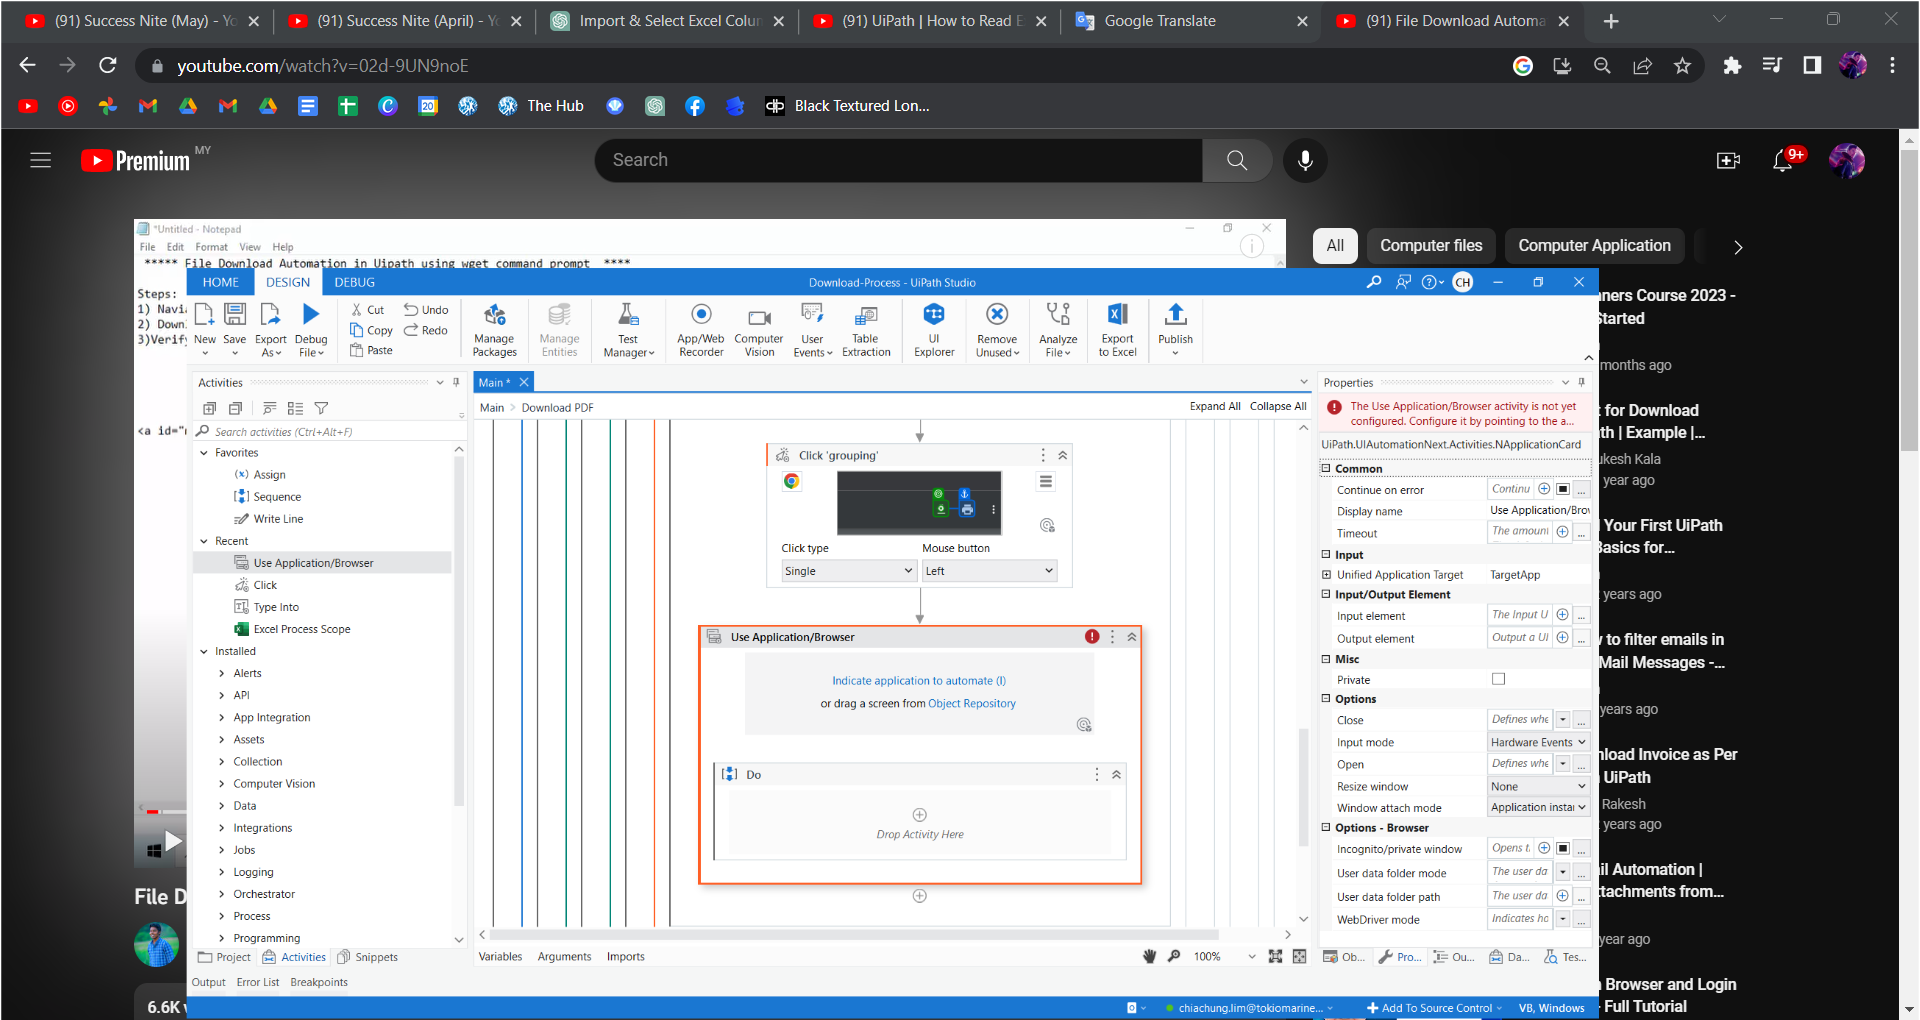 (91) Success Nite (May) - Yo
(91) Success Nite (April) - Yo
Import & Select Excel Colum
(91) UiPath | How to Read E
Google Translate
(91) File Download Automa
youtube.com/watch?v=02d-9UN9noE
The Hub
Black Textured Lon...
Premium MY
Search
9+
*Untitled - Notepad
File Edit Format View Help
***** File Download Automation in Uipath using wget command prompt ****
All
Computer files
Computer Application
HOME
DESIGN
DEBUG
Download-Process - UiPath Studio
CH
Steps:
1) Navi
2) Down
3)Verify
<a id="
New
Save
Export As
Debug File
Cut
Copy
Paste
Undo
Redo
Manage Packages
Manage Entities
Test Manager
App/Web Recorder
Computer Vision
User Events
Table Extraction
UI Explorer
Remove Unused
Analyze File
Export to Excel
Publish
Activities
Search activities (Ctrl+Alt+F)
Favorites
Assign
Sequence
Write Line
Recent
Use Application/Browser
Click
Type Into
Excel Process Scope
Installed
Alerts
API
App Integration
Assets
Collection
Computer Vision
Data
Integrations
Jobs
Logging
Orchestrator
Process
Programming
Project
Activities
Snippets
Output
Error List
Breakpoints
Main *
Main > Download PDF
Expand All
Collapse All
Click 'grouping'
Click type
Mouse button
Single
Left
Use Application/Browser
Indicate application to automate (I)
or drag a screen from Object Repository
Do
Drop Activity Here
Variables
Arguments
Imports
100%
Properties
The Use Application/Browser activity is not yet
configured. Configure it by pointing to the a...
UiPath.UIAutomationNext.Activities.NApplicationCard
Common
Continue on error Continu ...
Display name Use Application/Brow
Timeout The amount ...
Input
Unified Application Target TargetApp
Input/Output Element
Input element The Input U ...
Output element Output a UI ...
Misc
Private
Options
Close Defines whe ...
Input mode Hardware Events
Open Defines whe ...
Resize window None
Window attach mode Application instan
Options - Browser
Incognito/private window Opens t ...
User data folder mode The user da ...
User data folder path The user da ...
WebDriver mode Indicates ho ...
Ob...
Pro...
Ou...
Da...
Tes...
chiachung.lim@tokiomarine...
Add To Source Control
VB, Windows
ners Course 2023 -
Started
months ago
for Download
th | Example |...
ukesh Kala
year ago
Your First UiPath
Basics for...
years ago
to filter emails in
Mail Messages -...
years ago
nload Invoice as Per
UiPath
Rakesh
years ago
il Automation |
ttachments from...
year ago
Browser and Login
Full Tutorial
File D
6.6K v